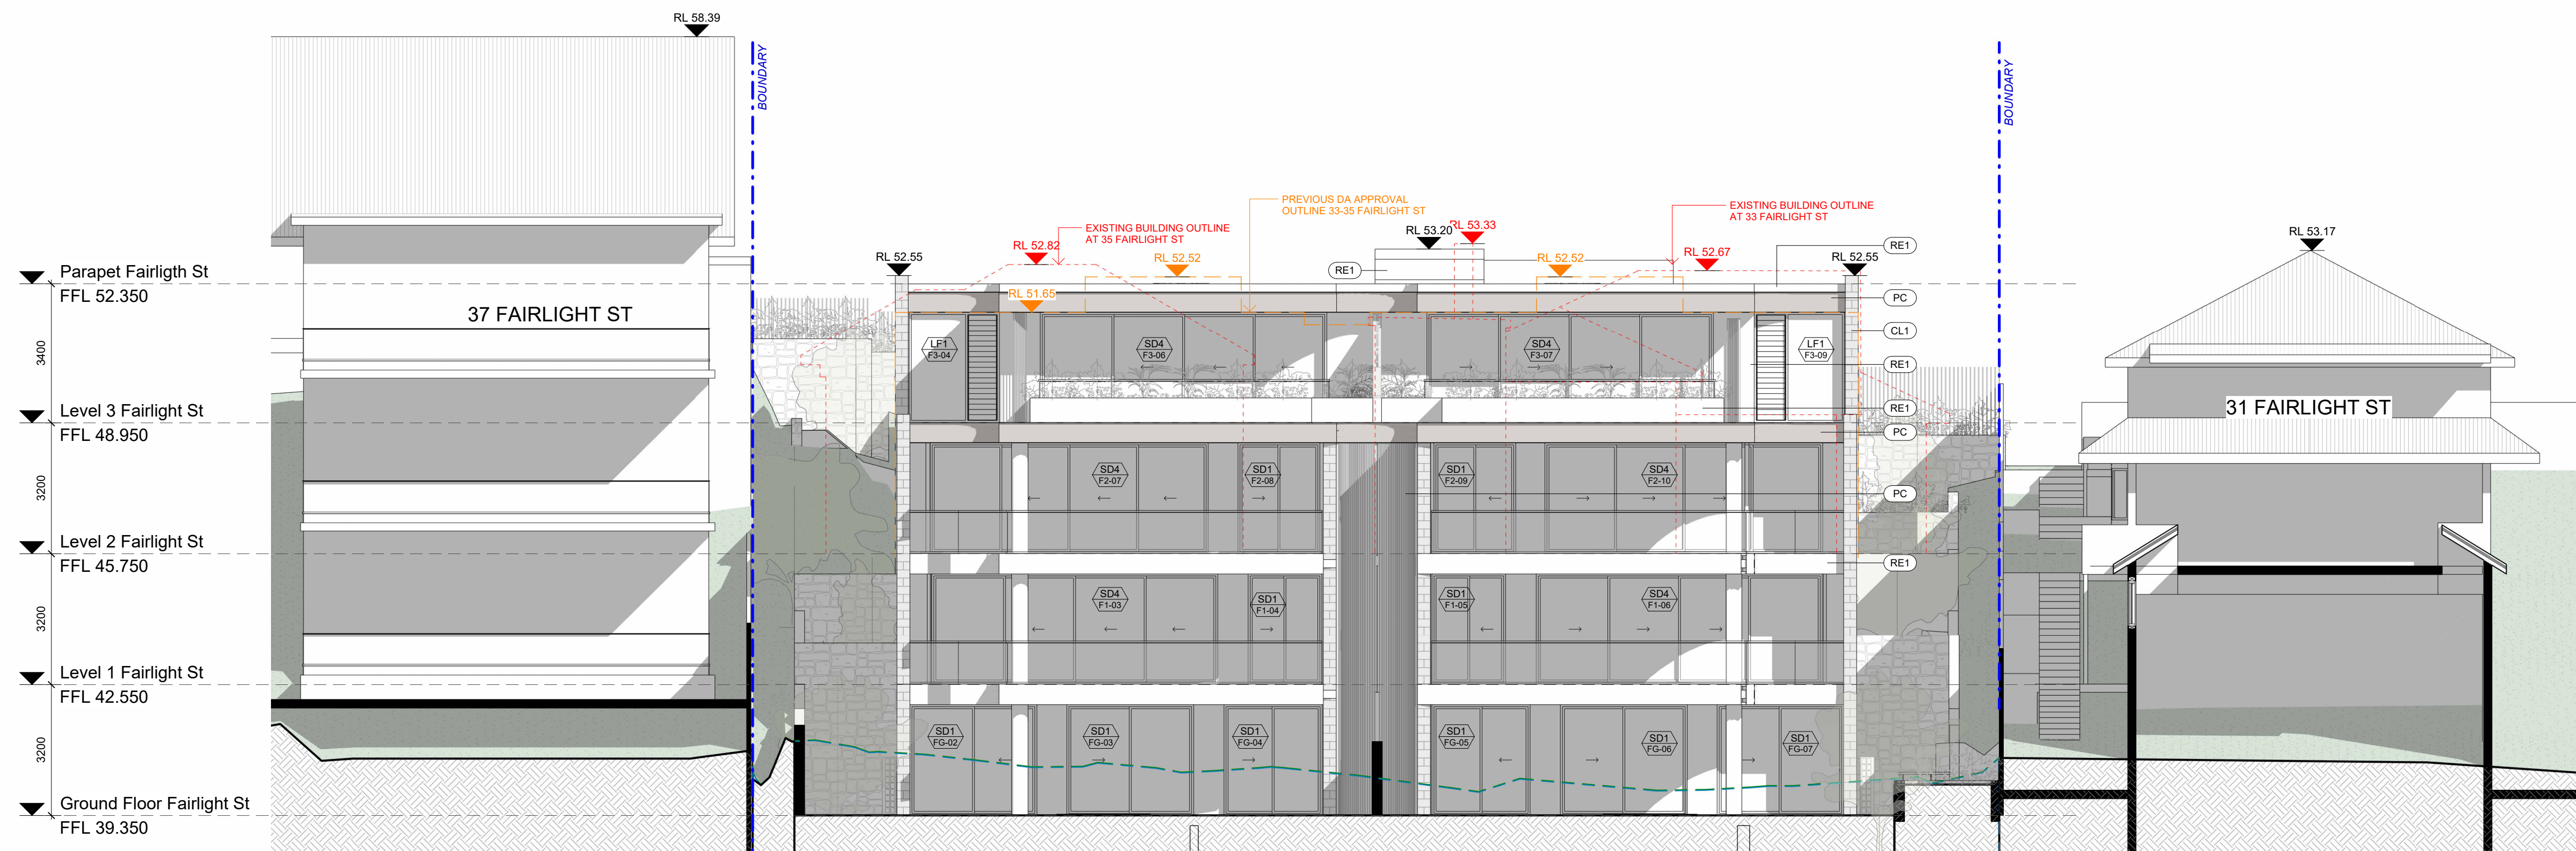 RL 58.39
BOUNDARY
BOUNDARY
PREVIOUS DA APPROVAL
OUTLINE 33-35 FAIRLIGHT ST
EXISTING BUILDING OUTLINE
AT 33 FAIRLIGHT ST
EXISTING BUILDING OUTLINE
AT 35 FAIRLIGHT ST
RL 53.33
RL 53.20
RL 53.17
RL 52.82
RL 52.52
RL 52.52
RL 52.67
RL 52.55
RL 52.55
RE1
RE1
Parapet Fairligth St
FFL 52.350
RL 51.65
PC
37 FAIRLIGHT ST
CL1
3400
LF1
F3-04
SD4
F3-06
SD4
F3-07
LF1
F3-09
RE1
Level 3 Fairlight St
FFL 48.950
RE1
31 FAIRLIGHT ST
PC
3200
SD4
F2-07
SD1
F2-08
SD1
F2-09
SD4
F2-10
PC
Level 2 Fairlight St
FFL 45.750
RE1
3200
SD4
F1-03
SD1
F1-04
SD1
F1-05
SD4
F1-06
Level 1 Fairlight St
FFL 42.550
3200
SD1
FG-02
SD1
FG-03
SD1
FG-04
SD1
FG-05
SD1
FG-06
SD1
FG-07
Ground Floor Fairlight St
FFL 39.350